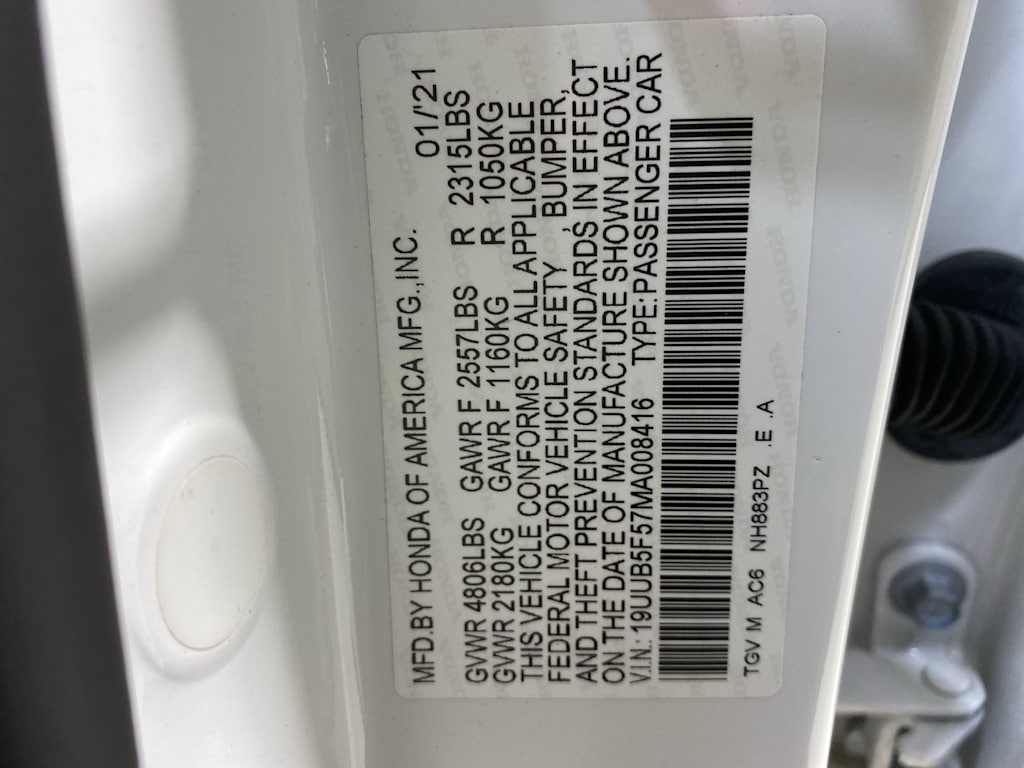 MFD.BY HONDA OF AMERICA MFG.,INC. 01/'21
GVWR 4806LBS GAWR F 2557LBS R 2315LBS
GVWR 2180KG GAWR F 1160KG R 1050KG
THIS VEHICLE CONFORMS TO ALL APPLICABLE
FEDERAL MOTOR VEHICLE SAFETY , BUMPER,
AND THEFT PREVENTION STANDARDS IN EFFECT
ON THE DATE OF MANUFACTURE SHOWN ABOVE.
V.I.N.: 19UUB5F57MA008416 TYPE:PASSENGER CAR
TGV M AC6 NH883PZ .E .A